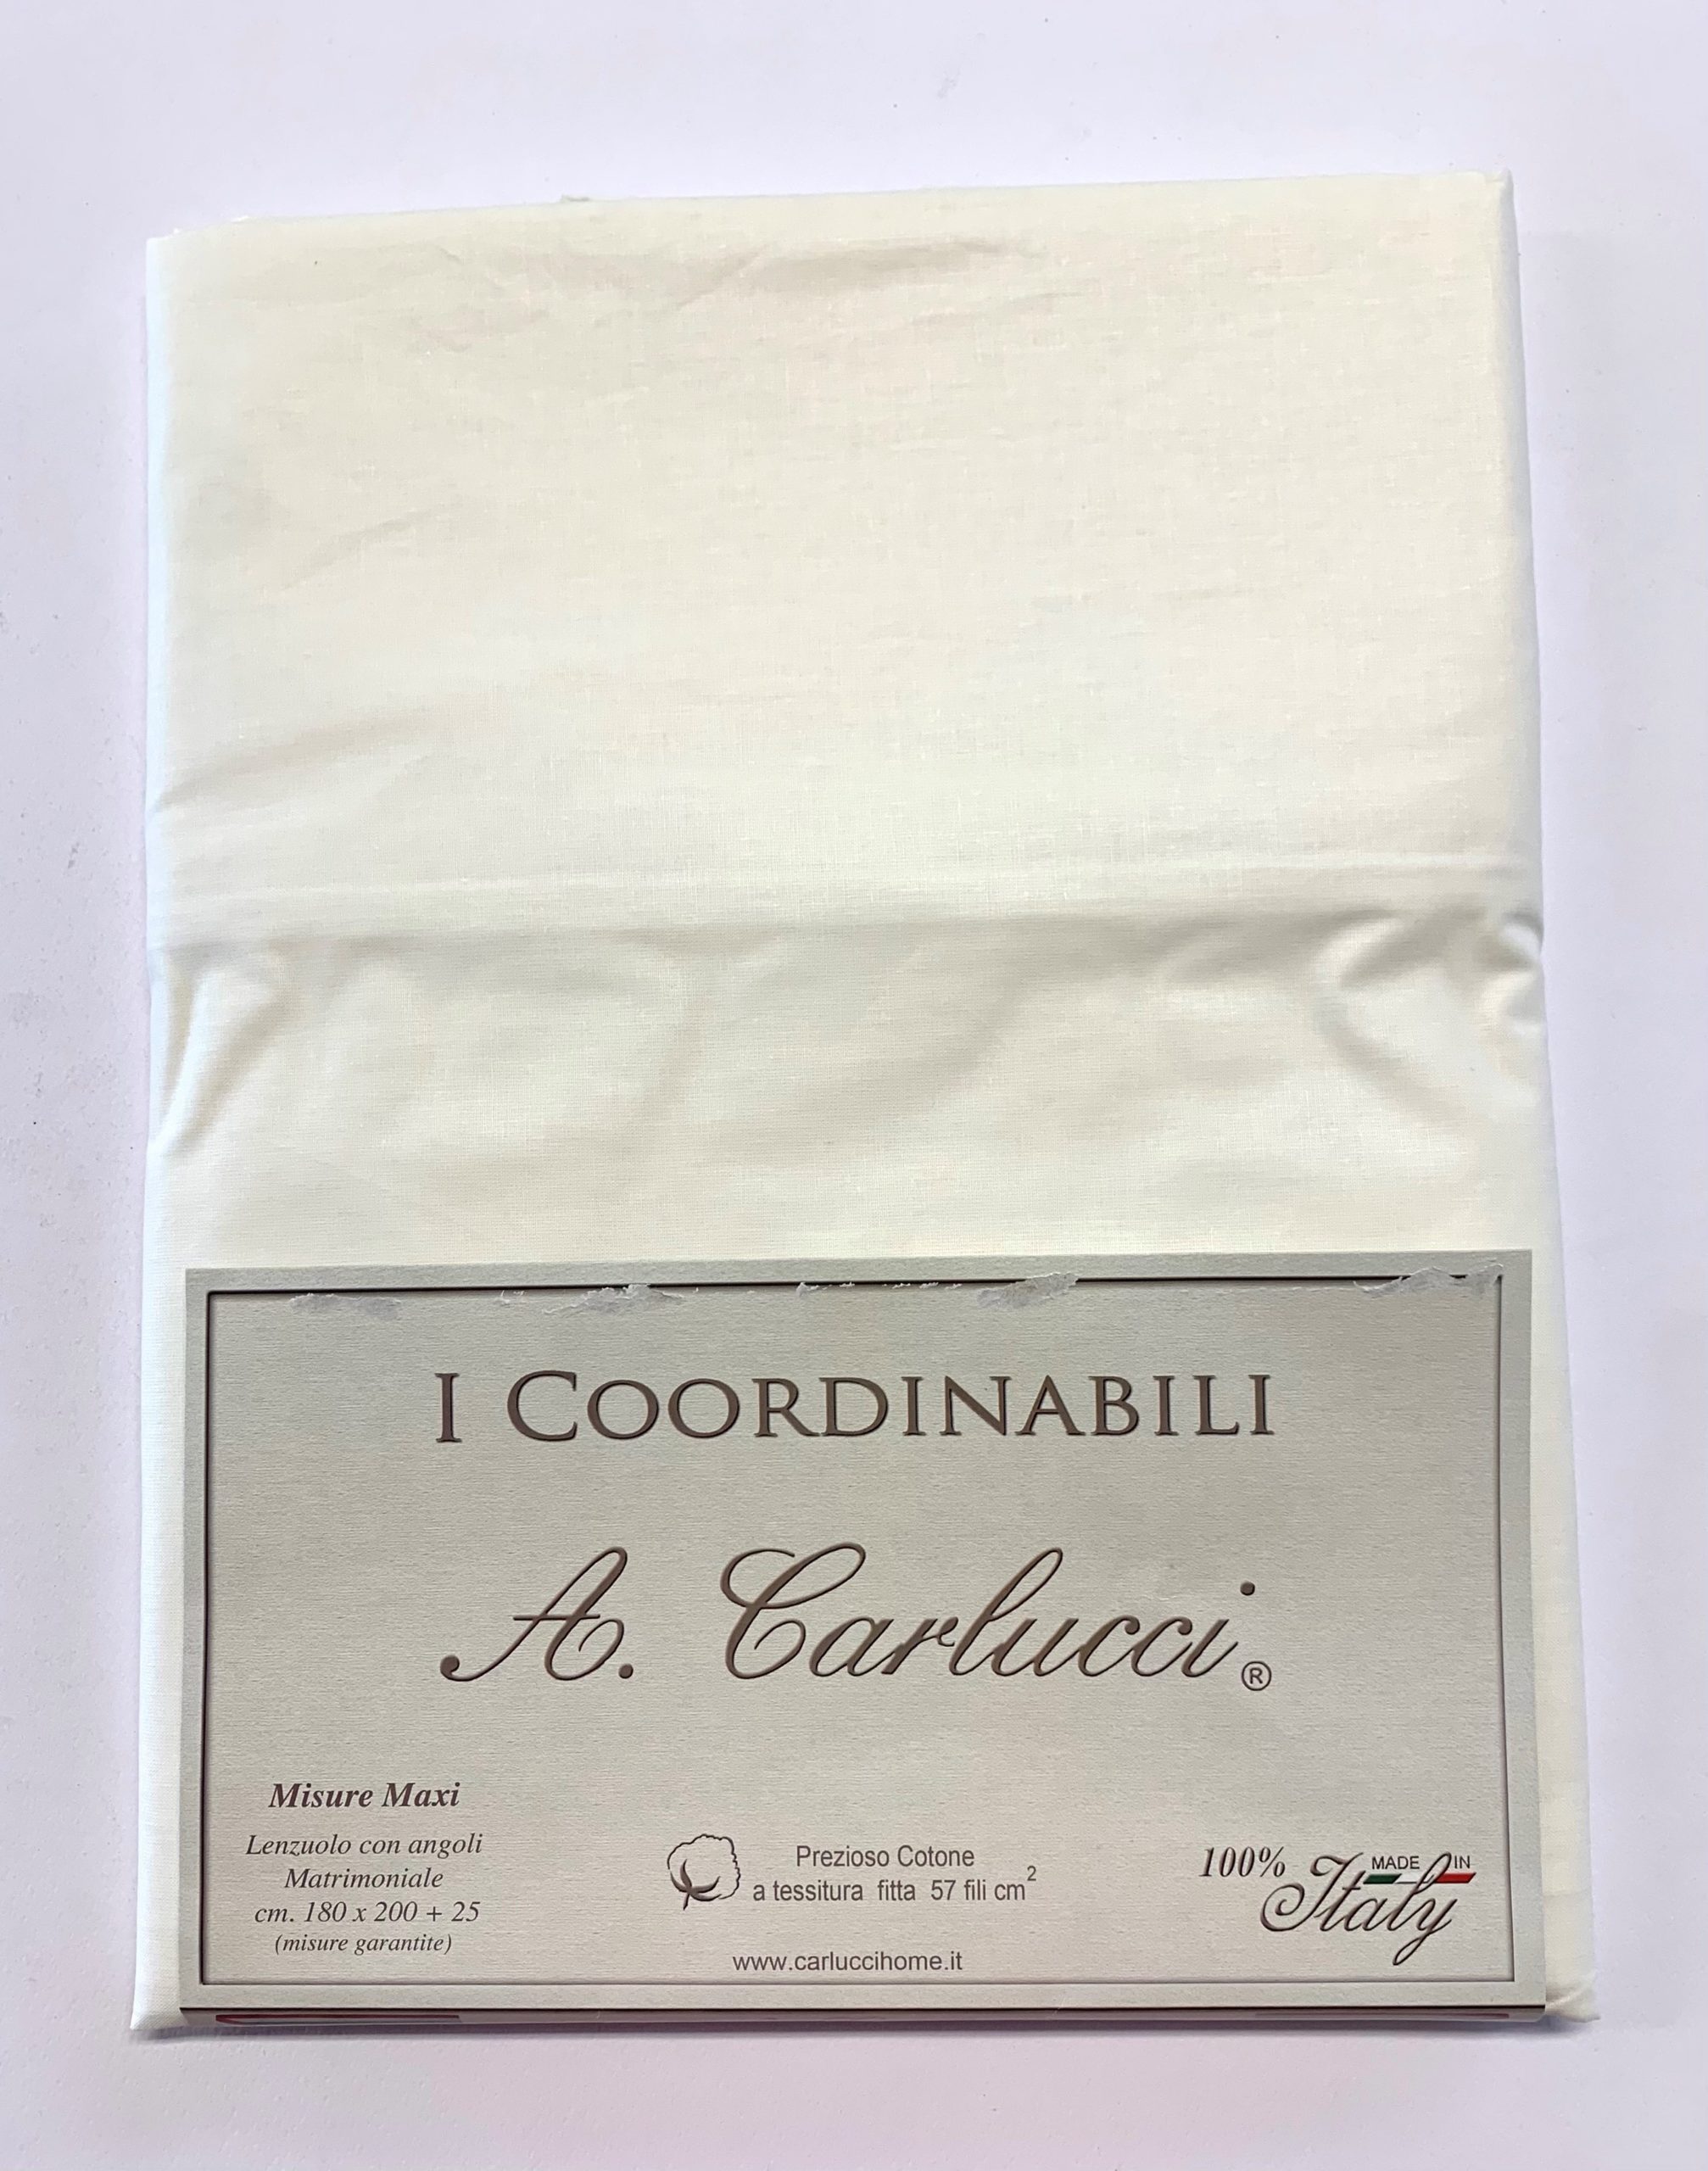 I COORDINABILI
A. Carlucci ®
Misure Maxi
Lenzuolo con angoli
Matrimoniale
cm. 180 x 200 + 25
(misure garantite)
Prezioso Cotone
a tessitura fitta 57 fili cm²
www.carluccihome.it
100% MADE IN
Italy